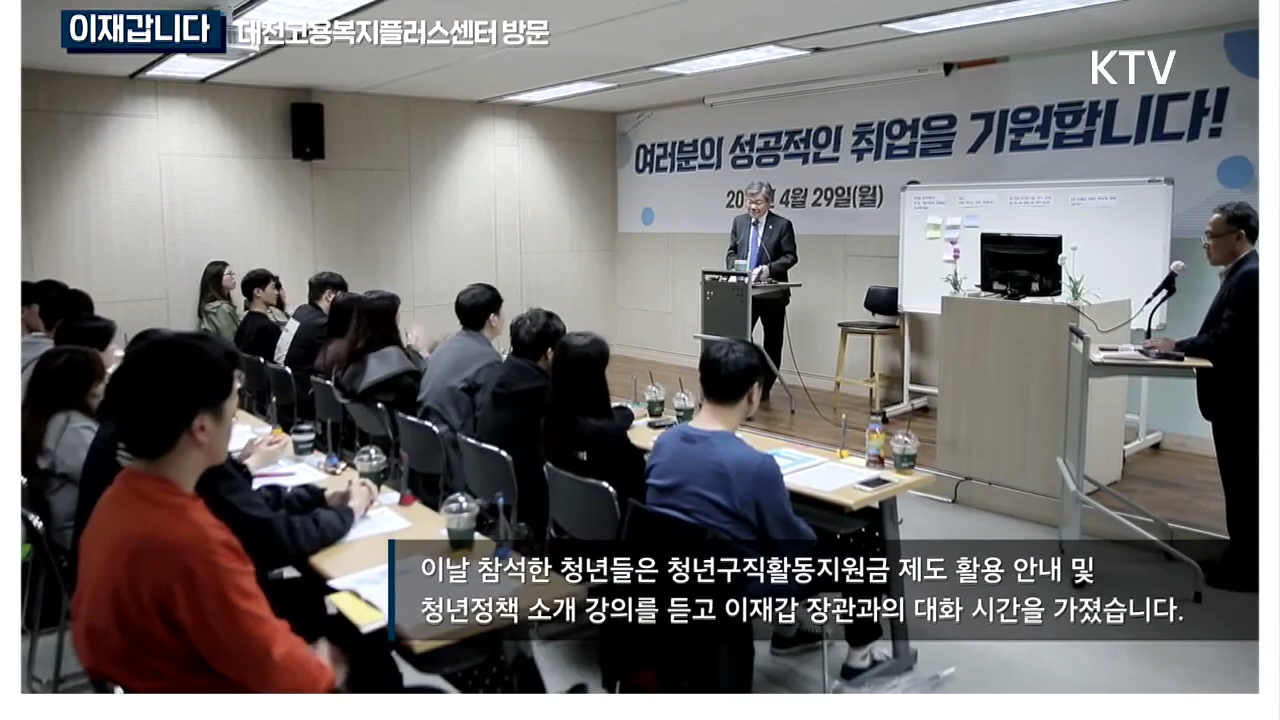 이재갑니다
대전고용복지플러스센터 방문
KTV
여러분의 성공적인 취업을 기원합니다!
4월 29일(월)
이날 참석한 청년들은 청년구직활동지원금 제도 활용 안내 및
청년정책 소개 강의를 듣고 이재갑 장관과의 대화 시간을 가졌습니다.